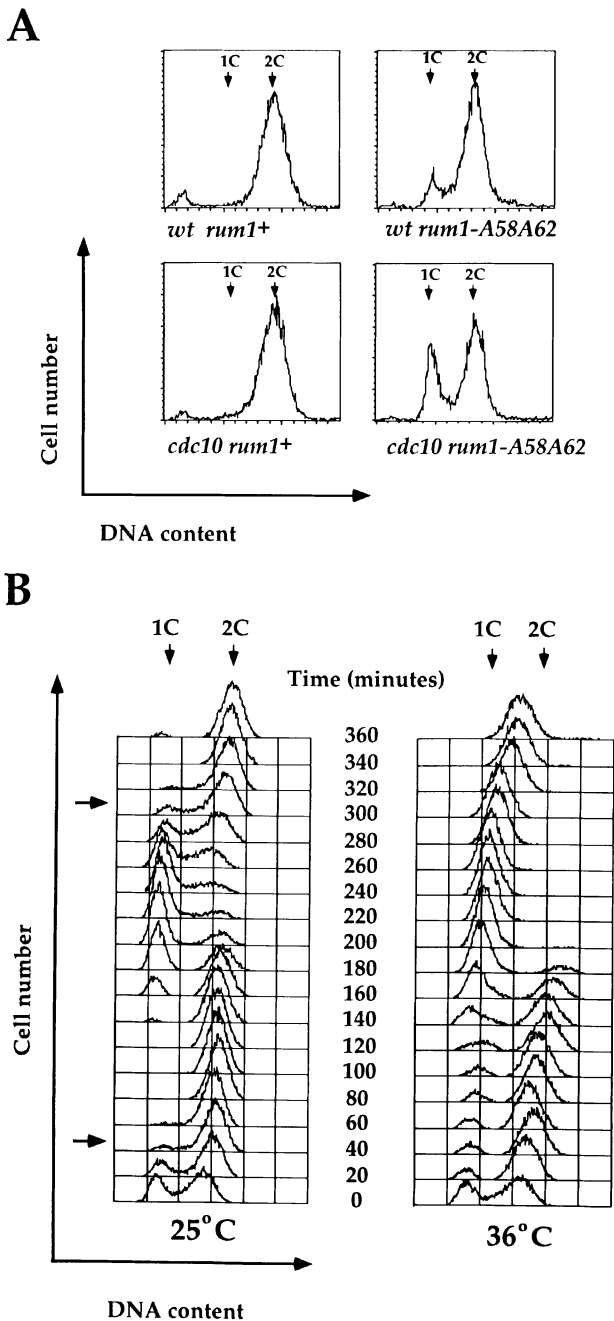 A
1C 2C
1C 2C
wt rum1+
wt rum1-A58A62
1C 2C
1C 2C
cdc10 rum1+
cdc10 rum1-A58A62
Cell number
DNA content
B
1C 2C
1C 2C
Time (minutes)
360
340
320
300
280
260
240
220
200
180
160
140
120
100
80
60
40
20
0
25°C
36°C
Cell number
DNA content